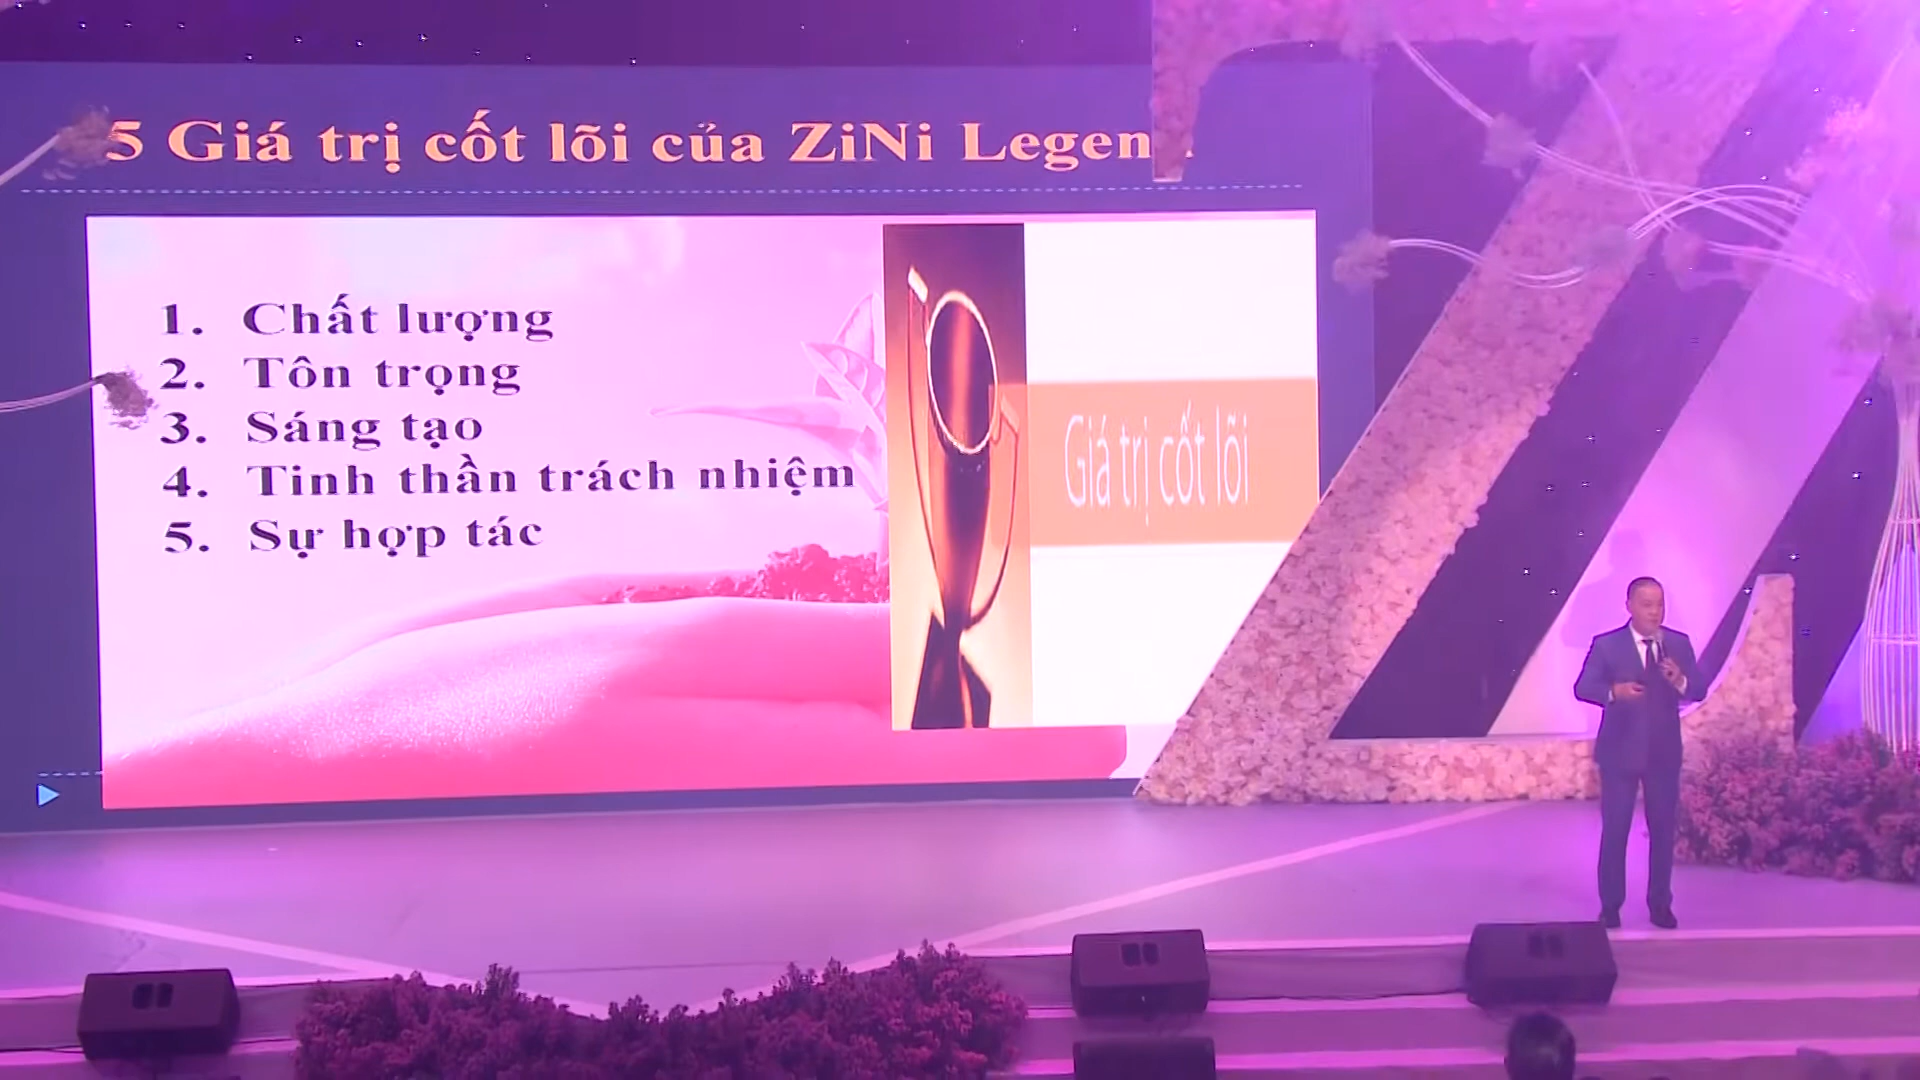 5 Giá trị cốt lõi của ZiNi Legend
1. Chất lượng
2. Tôn trọng
3. Sáng tạo
4. Tinh thần trách nhiệm
5. Sự hợp tác
Giá trị cốt lõi